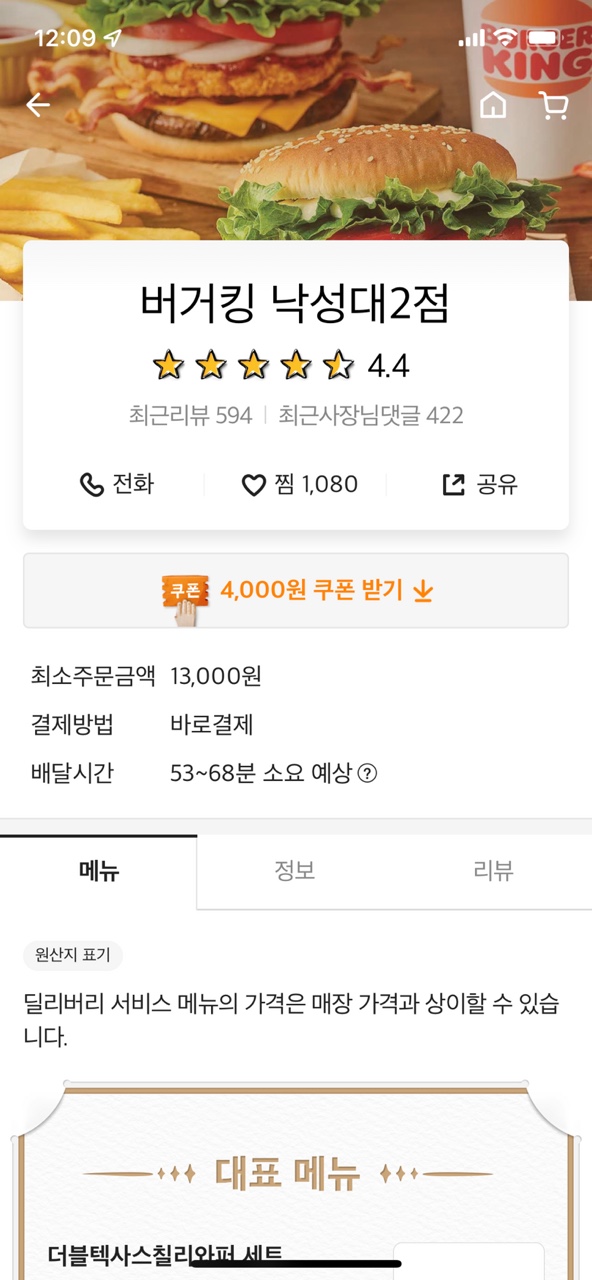 12:09
BURGER
KING
버거킹 낙성대2점
4.4
최근리뷰 594 | 최근사장님댓글 422
전화 찜 1,080 공유
쿠폰 4,000원 쿠폰 받기
최소주문금액 13,000원
결제방법 바로결제
배달시간 53~68분 소요 예상 ?
메뉴 정보 리뷰
원산지 표기
딜리버리 서비스 메뉴의 가격은 매장 가격과 상이할 수 있습
니다.
대표 메뉴
더블텍사스칠리와퍼 세트